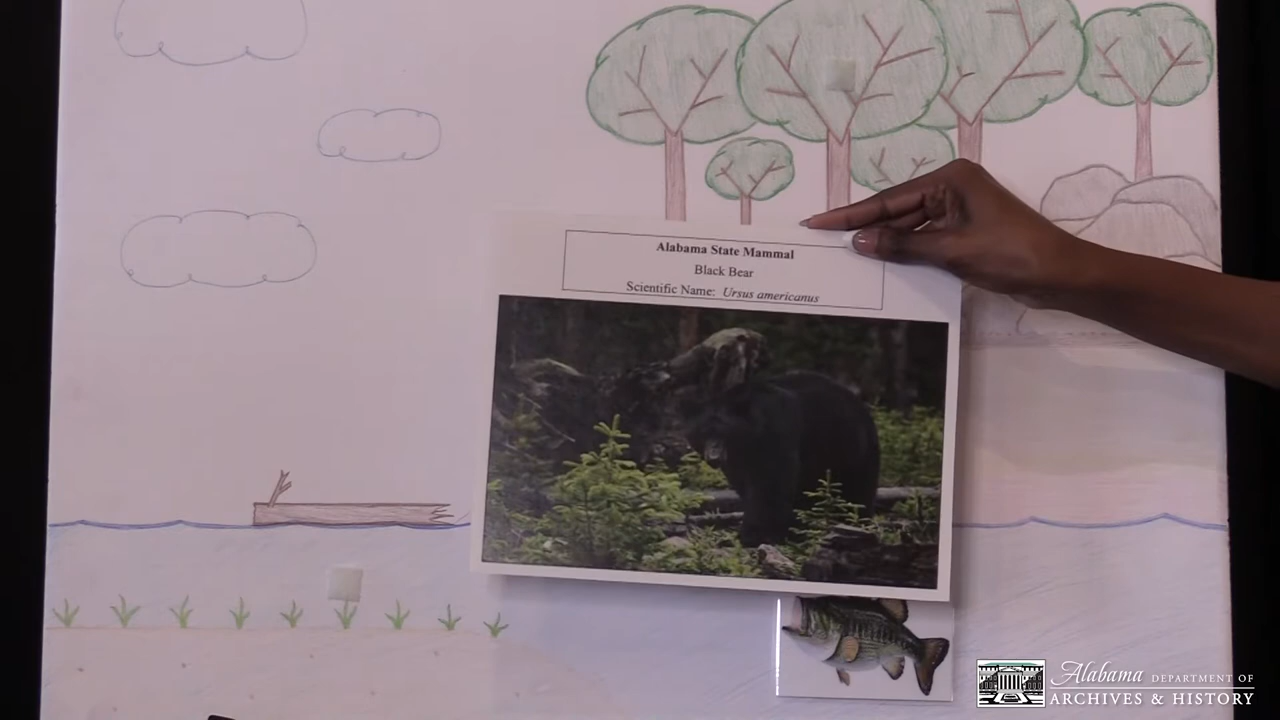 Alabama State Mammal
Black Bear
Scientific Name: Ursus americanus
Alabama DEPARTMENT OF
ARCHIVES & HISTORY